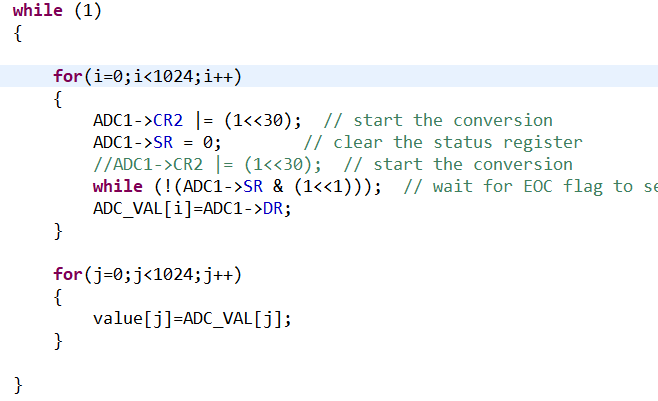 while (1)
{
for(i=0;i<1024;i++)
{
ADC1->CR2 |= (1<<30);  // start the conversion
ADC1->SR = 0;        // clear the status register
//ADC1->CR2 |= (1<<30);  // start the conversion
while (!(ADC1->SR & (1<<1)));  // wait for EOC flag to se
ADC_VAL[i]=ADC1->DR;
}
for(j=0;j<1024;j++)
{
value[j]=ADC_VAL[j];
}
}